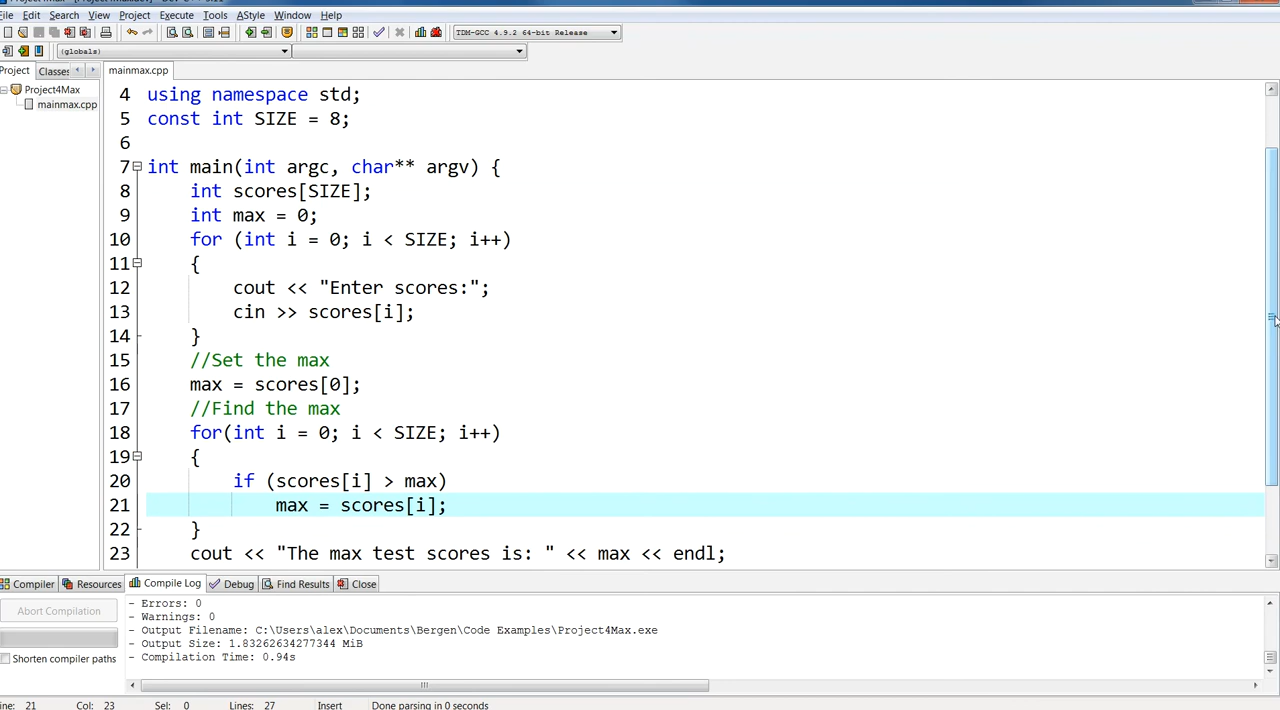 File Edit Search View Project Execute Tools AStyle Window Help
TDM-GCC 4.9.2 64-bit Release
(globals)
Project Classes mainmax.cpp
Project4Max
mainmax.cpp
4 using namespace std;
5 const int SIZE = 8;
6
7 int main(int argc, char** argv) {
8 int scores[SIZE];
9 int max = 0;
10 for (int i = 0; i < SIZE; i++)
11 {
12 cout << "Enter scores:";
13 cin >> scores[i];
14 }
15 //Set the max
16 max = scores[0];
17 //Find the max
18 for(int i = 0; i < SIZE; i++)
19 {
20 if (scores[i] > max)
21 max = scores[i];
22 }
23 cout << "The max test scores is: " << max << endl;
Compiler Resources Compile Log Debug Find Results Close
Abort Compilation
Shorten compiler paths
- Errors: 0
- Warnings: 0
- Output Filename: C:\Users\alex\Documents\Bergen\Code Examples\Project4Max.exe
- Output Size: 1.83262634277344 MiB
- Compilation Time: 0.94s
ine: 21 Col: 23 Sel: 0 Lines: 27 Insert Done parsing in 0 seconds